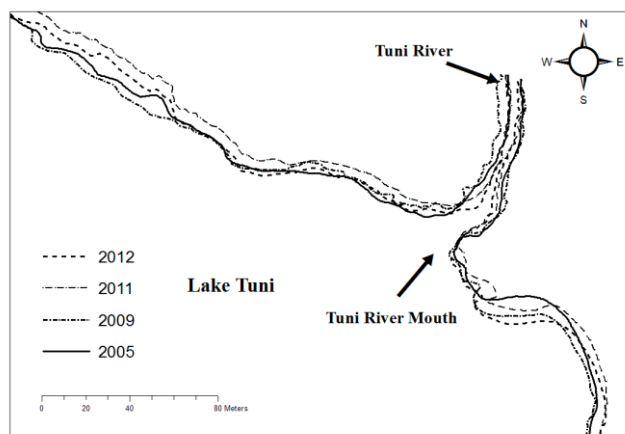 Tuni River
N
W E
S
2012
2011
2009
2005
Lake Tuni
Tuni River Mouth
0 20 40 80 Meters